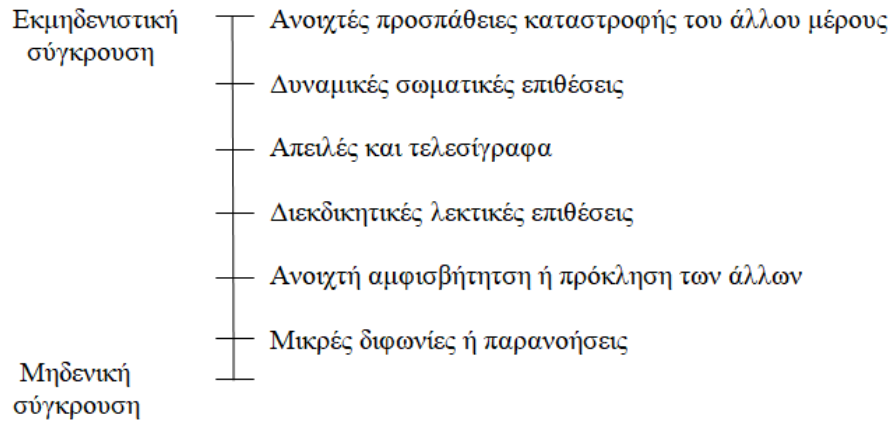 Εκμηδενιστική
σύγκρουση
Ανοιχτές προσπάθειες καταστροφής του άλλου μέρους
Δυναμικές σωματικές επιθέσεις
Απειλές και τελεσίγραφα
Διεκδικητικές λεκτικές επιθέσεις
Ανοιχτή αμφισβήτητση ή πρόκληση των άλλων
Μικρές διφωνίες ή παρανοήσεις
Μηδενική
σύγκρουση